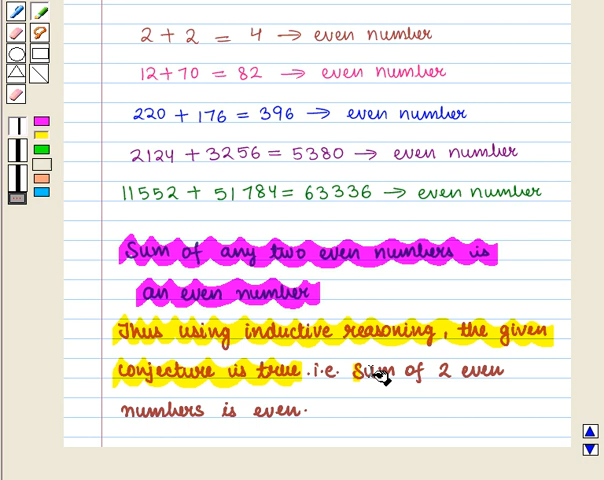 2 + 2 = 4 → even number
12 + 70 = 82 → even number
220 + 176 = 396 → even number
2124 + 3256 = 5380 → even number
11552 + 51784 = 63336 → even number
Sum of any two even numbers is
an even number
Thus using inductive reasoning, the given
conjecture is true. i.e. Sum of 2 even
numbers is even.